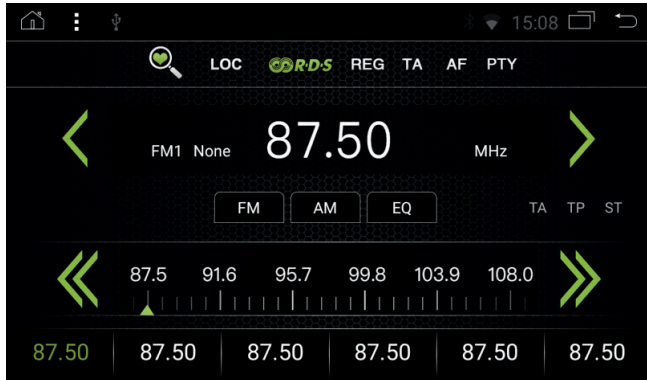 15:08
LOC R·D·S REG TA AF PTY
FM1 None 87.50 MHz
FM AM EQ TA TP ST
87.5 91.6 95.7 99.8 103.9 108.0
87.50 87.50 87.50 87.50 87.50 87.50